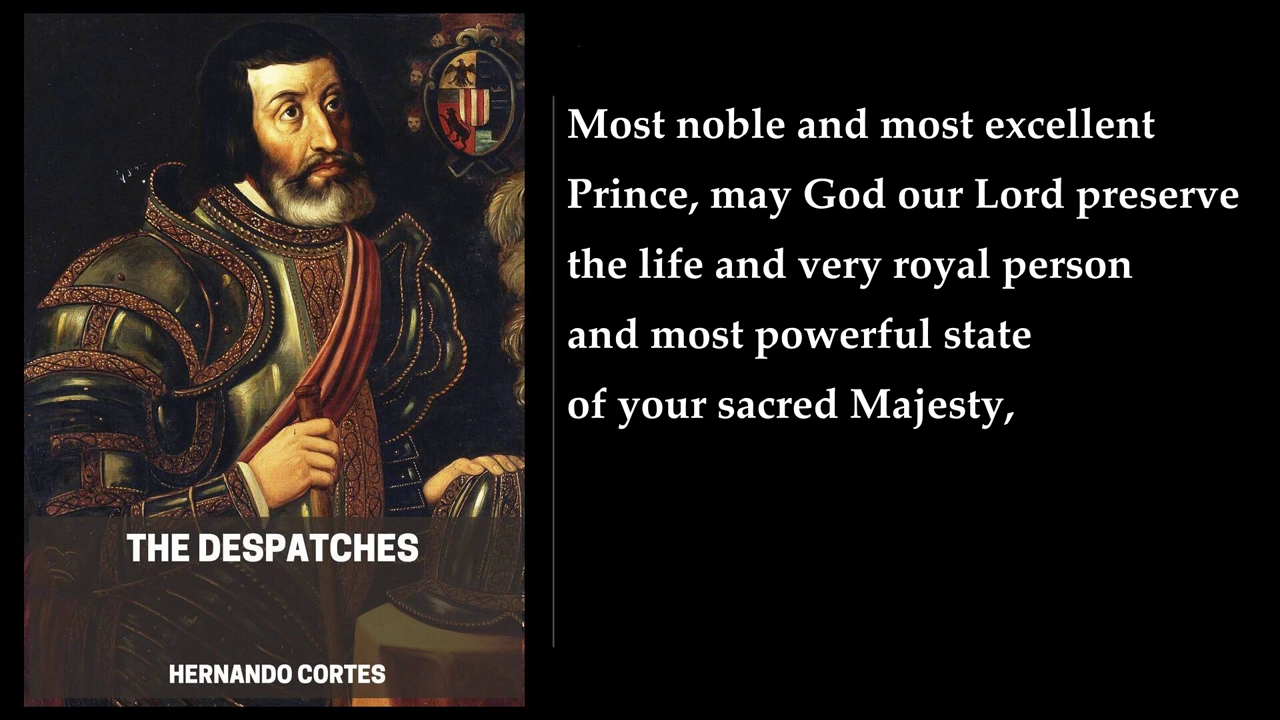 THE DESPATCHES
HERNANDO CORTES
Most noble and most excellent
Prince, may God our Lord preserve
the life and very royal person
and most powerful state
of your sacred Majesty,